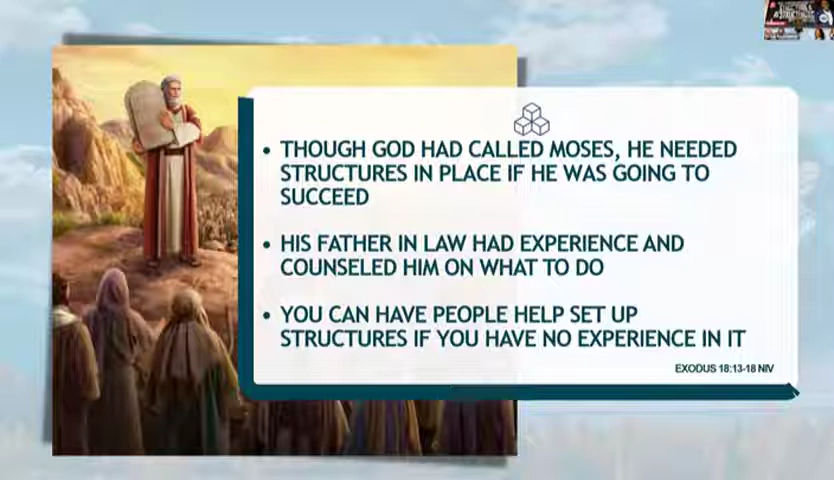 • THOUGH GOD HAD CALLED MOSES, HE NEEDED
STRUCTURES IN PLACE IF HE WAS GOING TO
SUCCEED
• HIS FATHER IN LAW HAD EXPERIENCE AND
COUNSELED HIM ON WHAT TO DO
• YOU CAN HAVE PEOPLE HELP SET UP
STRUCTURES IF YOU HAVE NO EXPERIENCE IN IT
EXODUS 18:13-18 NIV